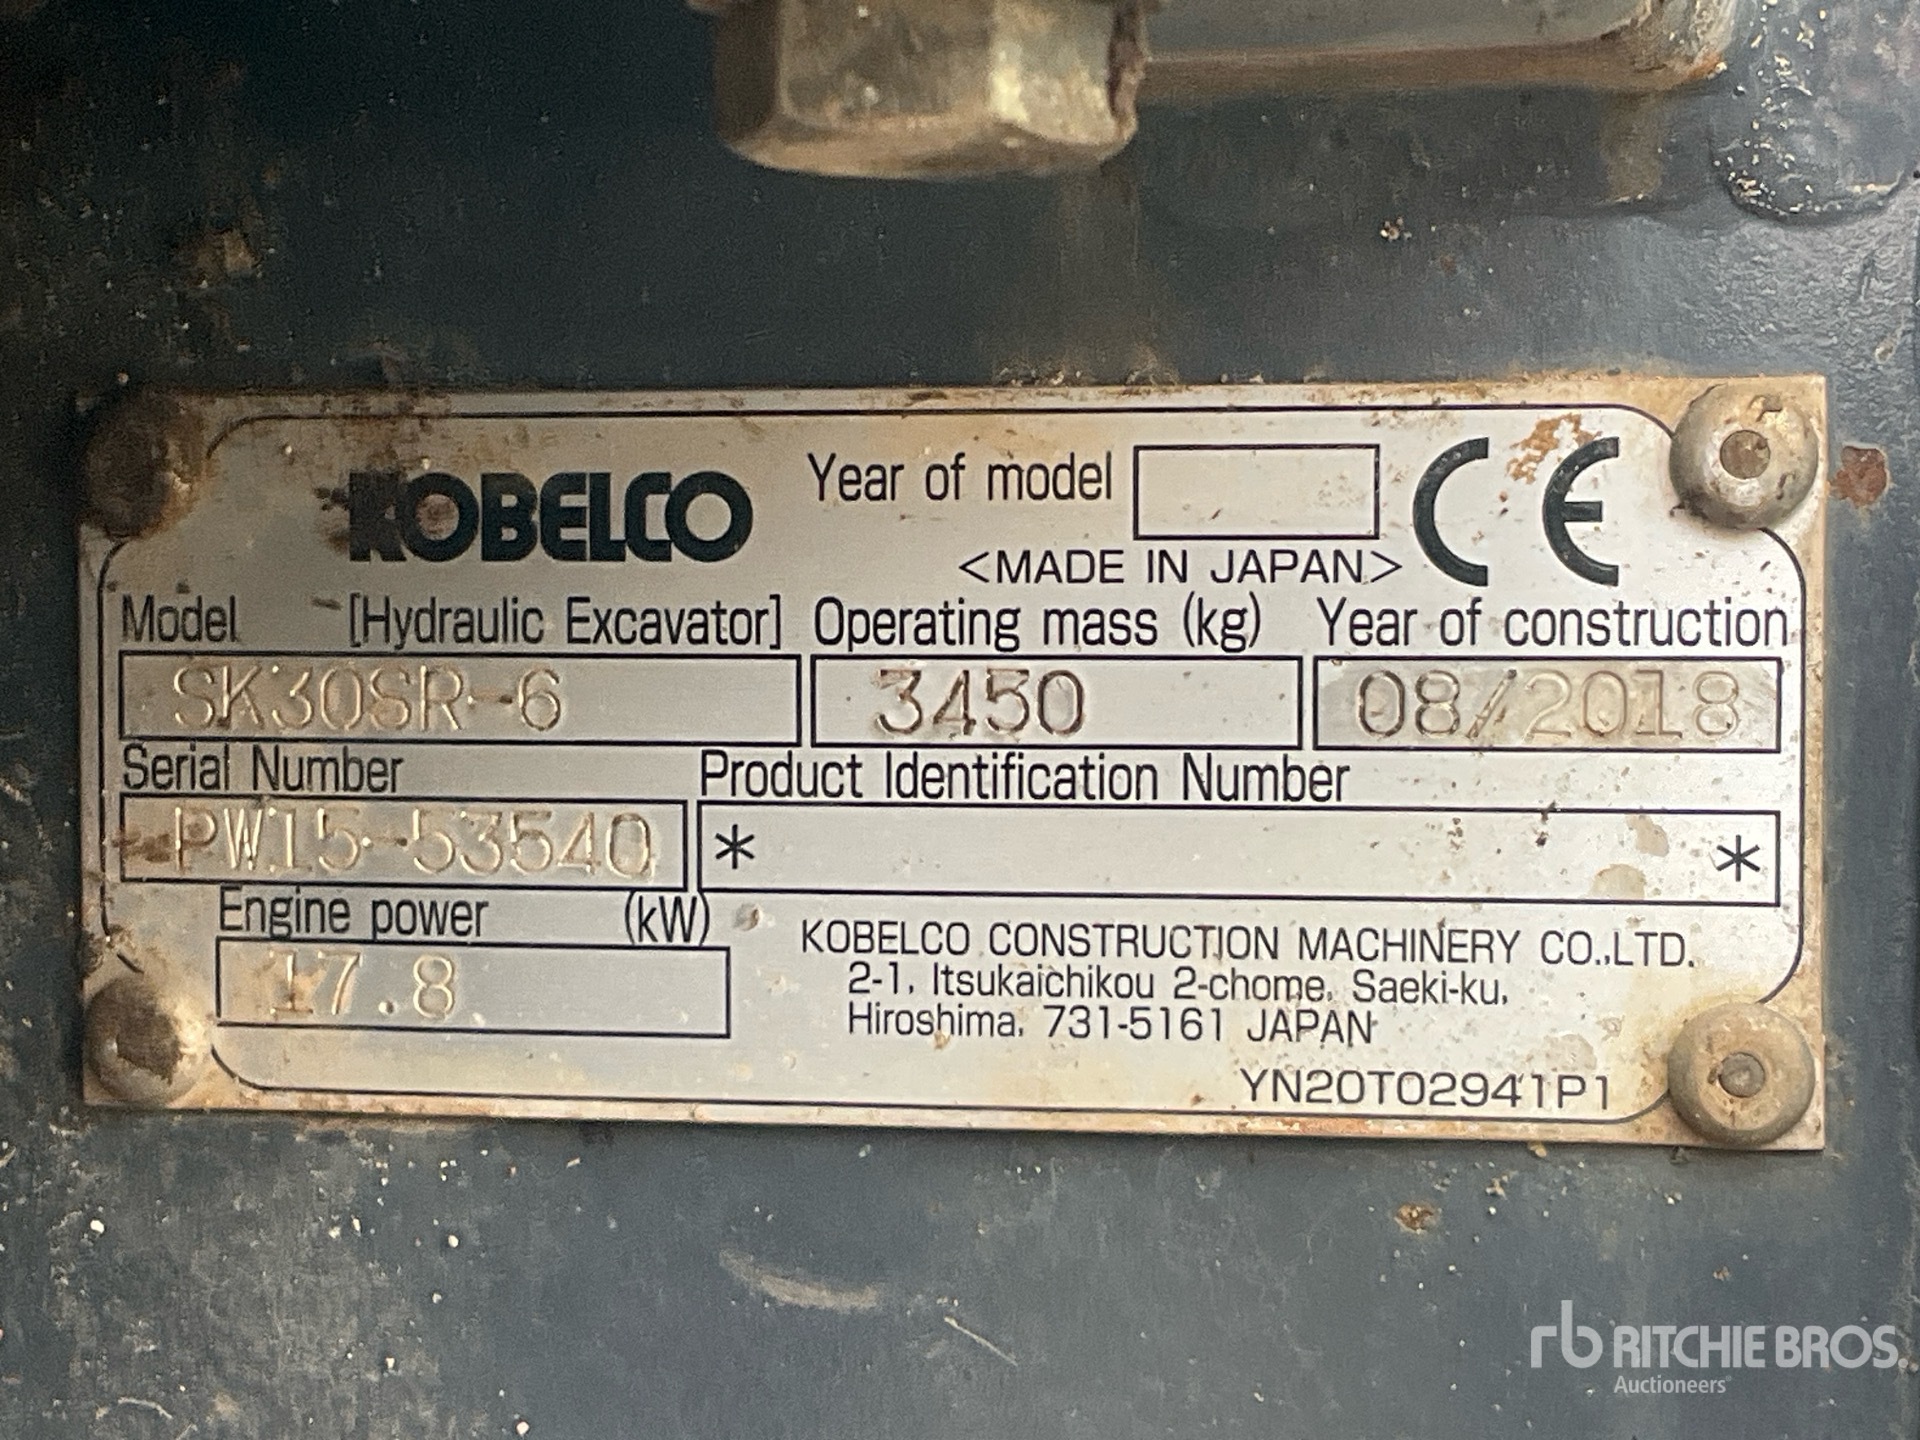 KOBELCO Year of model CE
<MADE IN JAPAN>
Model [Hydraulic Excavator] Operating mass (kg) Year of construction
SK30SR-6 3450 08/2018
Serial Number Product Identification Number
PW15-53540 * *
Engine power (kW)
17.8
KOBELCO CONSTRUCTION MACHINERY CO.,LTD.
2-1, Itsukaichikou 2-chome, Saeki-ku,
Hiroshima, 731-5161 JAPAN
YN20T02941P1
rb RITCHIE BROS.
Auctioneers